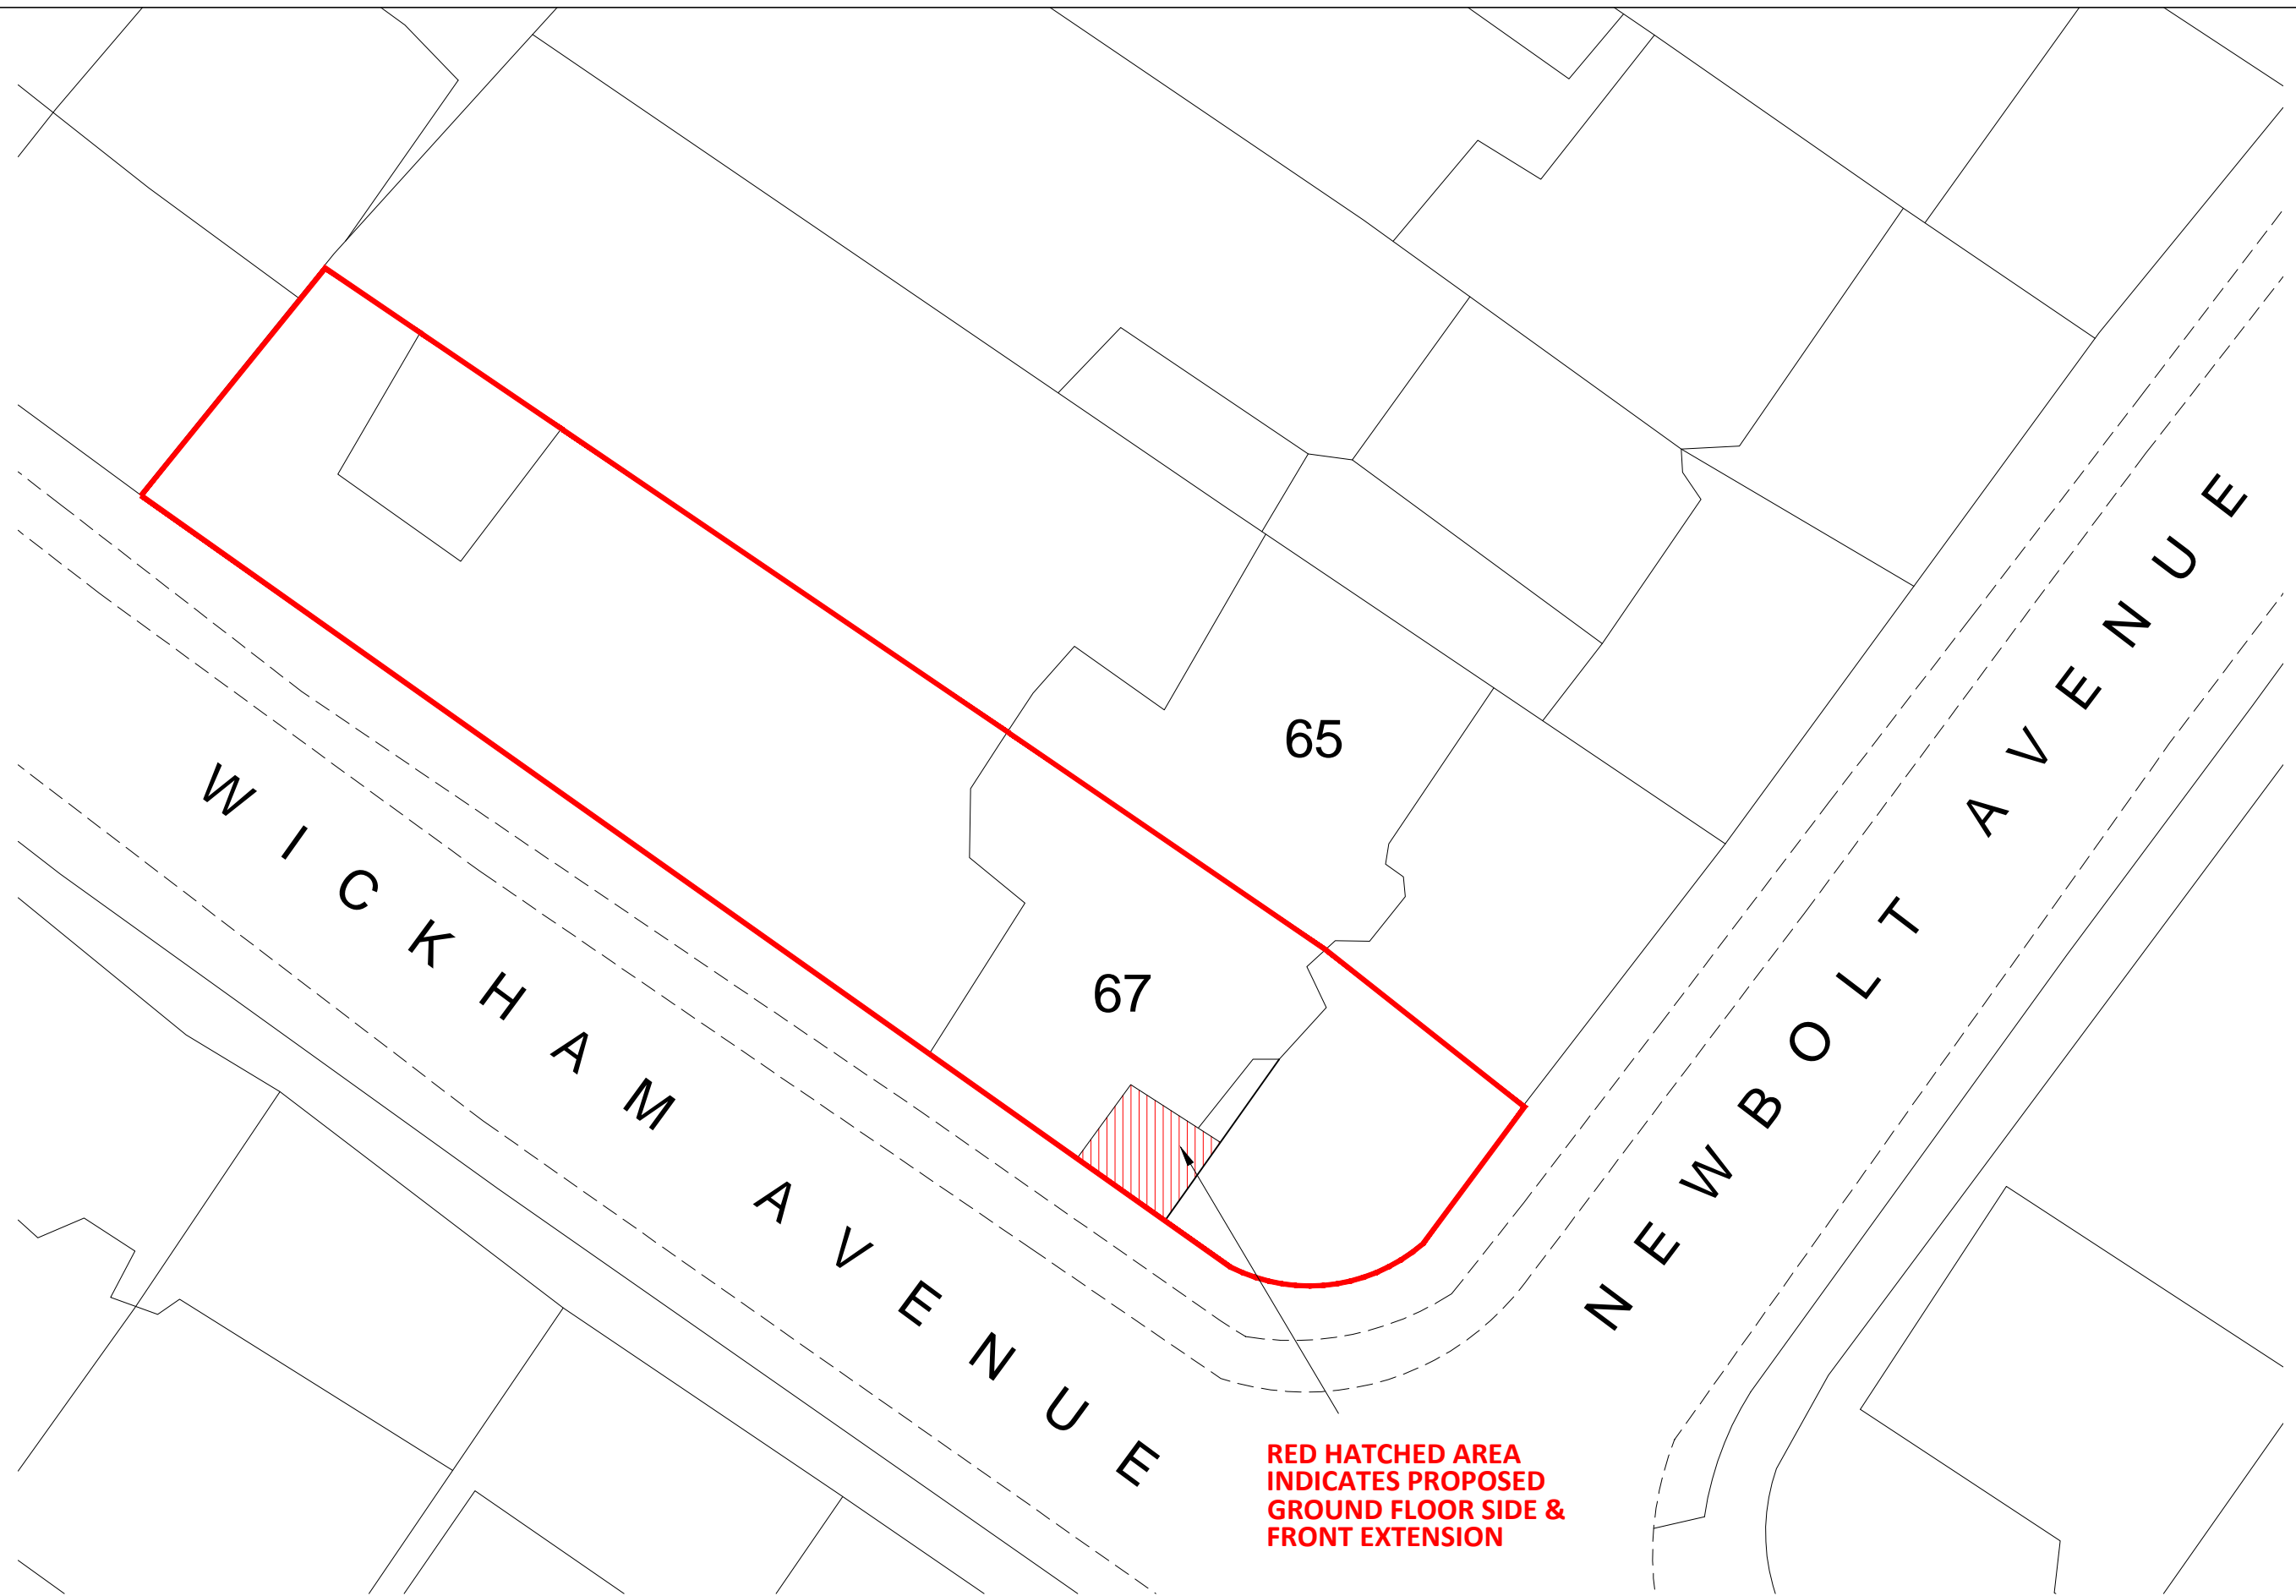 65
67
WICKHAM AVENUE
NEWBOLT AVENUE
RED HATCHED AREA
INDICATES PROPOSED
GROUND FLOOR SIDE &
FRONT EXTENSION